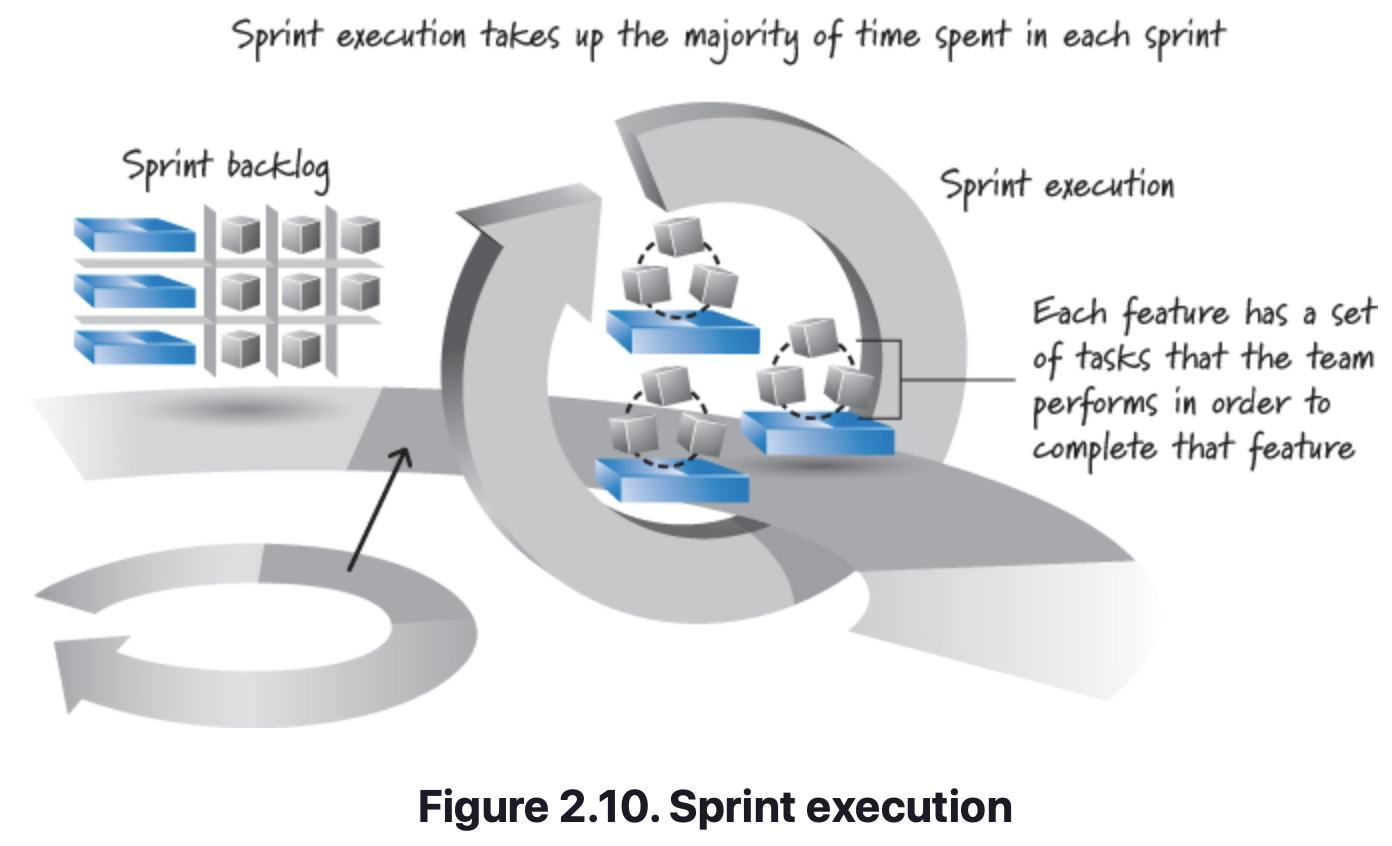 Sprint execution takes up the majority of time spent in each sprint
Sprint backlog
Sprint execution
Each feature has a set
of tasks that the team
performs in order to
complete that feature
Figure 2.10. Sprint execution